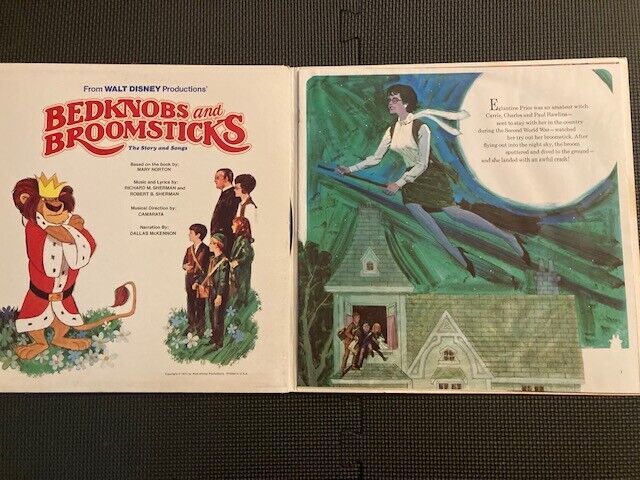 From WALT DISNEY Productions'
BEDKNOBS and
BROOMSTICKS
The Story and Songs
Based on the book by:
MARY NORTON
Music and Lyrics by:
RICHARD M. SHERMAN and
ROBERT B. SHERMAN
Musical Direction by:
CAMARATA
Narration By:
DALLAS McKENNON
Eglantine Price was an amateur witch.
Carrie, Charles and Paul Rawlins—
sent to stay with her in the country
during the Second World War—watched
her try out her broomstick. After
flying out into the night sky, the broom
sputtered and dived to the ground—
and she landed with an awful crash!